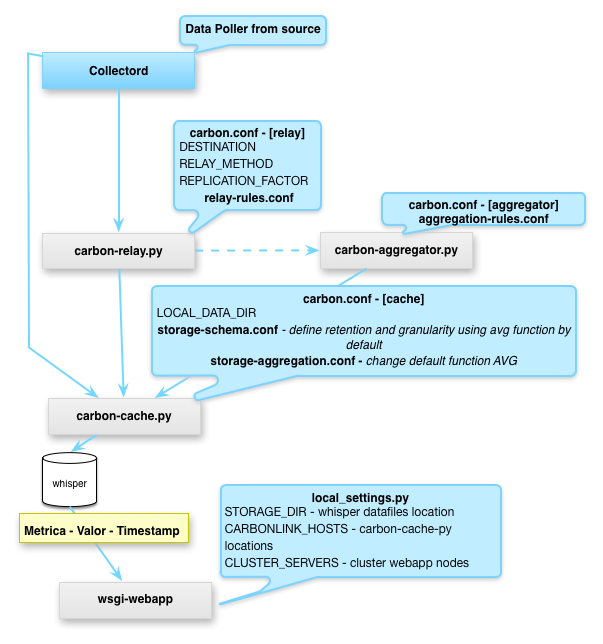 Data Poller from source
Collectord
carbon.conf - [relay]
DESTINATION
RELAY_METHOD
REPLICATION_FACTOR
relay-rules.conf
carbon.conf - [aggregator]
aggregation-rules.conf
carbon-relay.py
carbon-aggregator.py
carbon.conf - [cache]
LOCAL_DATA_DIR
storage-schema.conf - define retention and granularity using avg function by
default
storage-aggregation.conf - change default function AVG
carbon-cache.py
whisper
Metrica - Valor - Timestamp
local_settings.py
STORAGE_DIR - whisper datafiles location
CARBONLINK_HOSTS - carbon-cache-py
locations
CLUSTER_SERVERS - cluster webapp nodes
wsgi-webapp